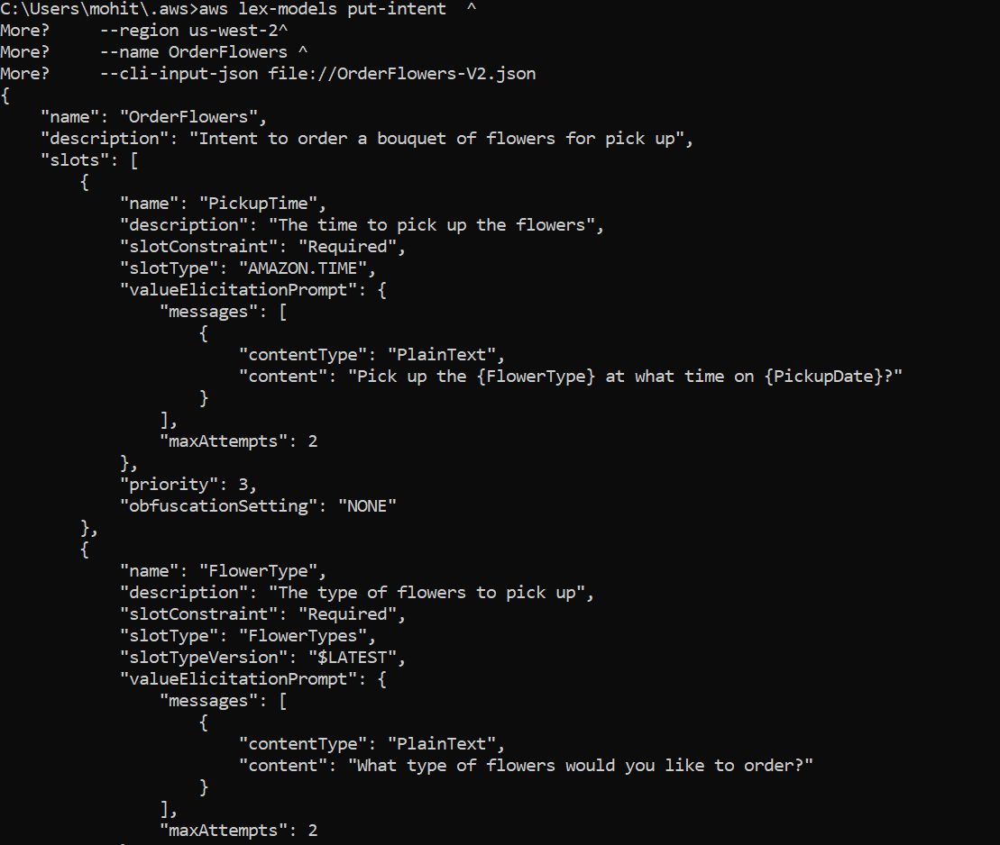 C:\Users\mohit\.aws>aws lex-models put-intent  ^
More?     --region us-west-2^
More?     --name OrderFlowers ^
More?     --cli-input-json file://OrderFlowers-V2.json
{
    "name": "OrderFlowers",
    "description": "Intent to order a bouquet of flowers for pick up",
    "slots": [
        {
            "name": "PickupTime",
            "description": "The time to pick up the flowers",
            "slotConstraint": "Required",
            "slotType": "AMAZON.TIME",
            "valueElicitationPrompt": {
                "messages": [
                    {
                        "contentType": "PlainText",
                        "content": "Pick up the {FlowerType} at what time on {PickupDate}?"
                    }
                ],
                "maxAttempts": 2
            },
            "priority": 3,
            "obfuscationSetting": "NONE"
        },
        {
            "name": "FlowerType",
            "description": "The type of flowers to pick up",
            "slotConstraint": "Required",
            "slotType": "FlowerTypes",
            "slotTypeVersion": "$LATEST",
            "valueElicitationPrompt": {
                "messages": [
                    {
                        "contentType": "PlainText",
                        "content": "What type of flowers would you like to order?"
                    }
                ],
                "maxAttempts": 2